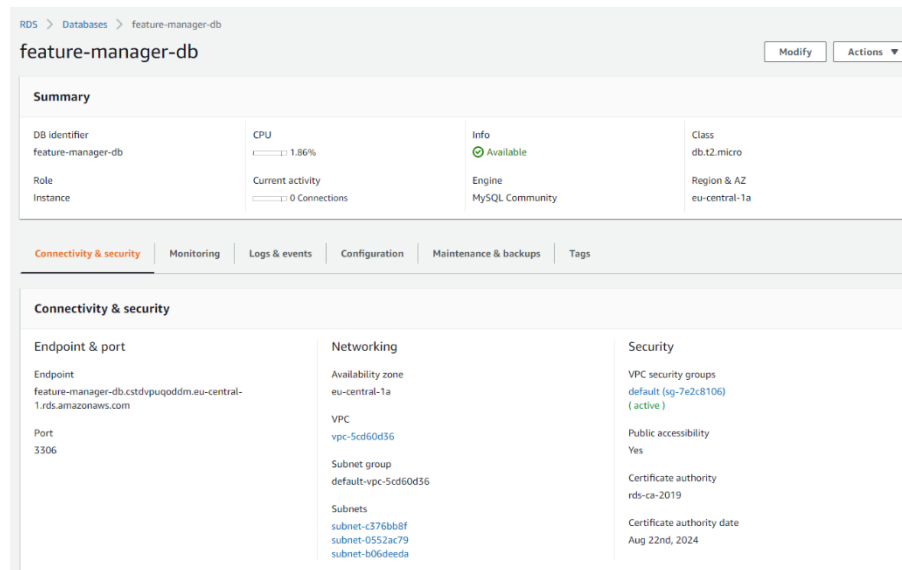 RDS > Databases > feature-manager-db
feature-manager-db
Modify
Actions ▼
Summary
DB identifier
feature-manager-db
CPU
1.86%
Info
Available
Class
db.t2.micro
Role
Instance
Current activity
0 Connections
Engine
MySQL Community
Region & AZ
eu-central-1a
Connectivity & security
Monitoring
Logs & events
Configuration
Maintenance & backups
Tags
Connectivity & security
Endpoint & port
Endpoint
feature-manager-db.cstdvpuqoddm.eu-central-
1.rds.amazonaws.com
Port
3306
Networking
Availability zone
eu-central-1a
VPC
vpc-5cd60d36
Subnet group
default-vpc-5cd60d36
Subnets
subnet-c376bb8f
subnet-0552ac79
subnet-b06deeda
Security
VPC security groups
default (sg-7e2c8106)
( active )
Public accessibility
Yes
Certificate authority
rds-ca-2019
Certificate authority date
Aug 22nd, 2024